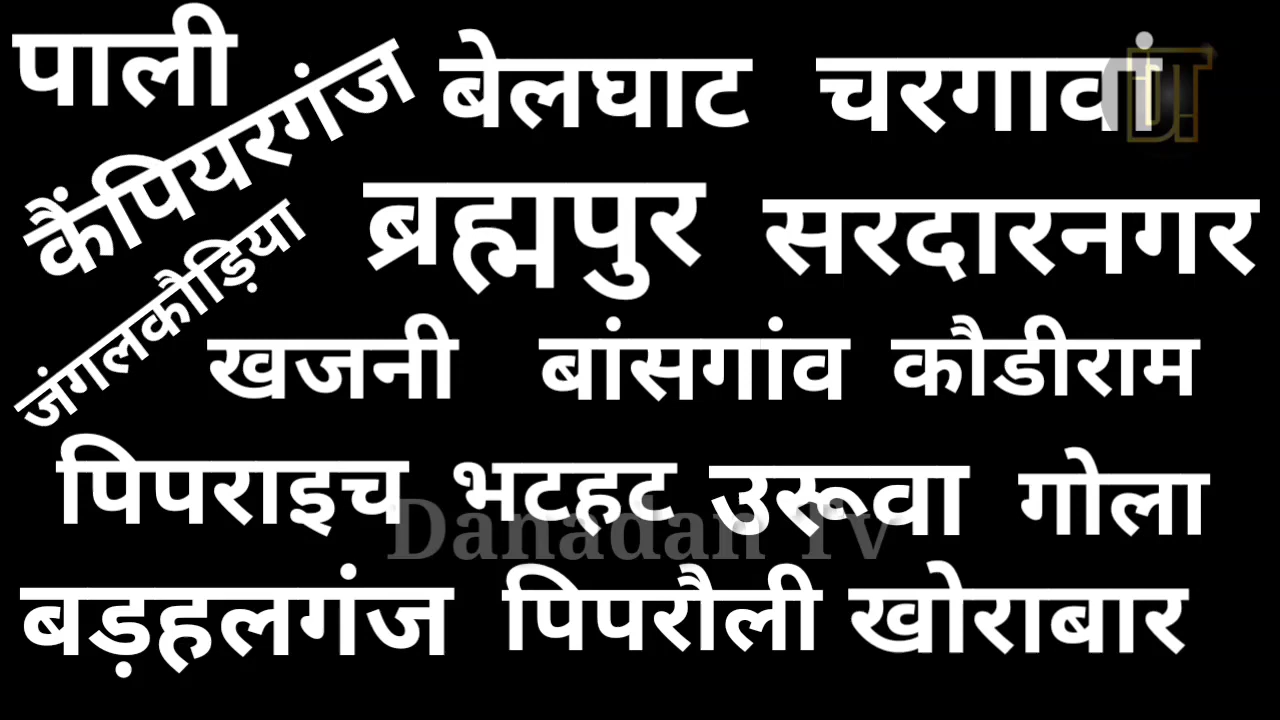 पाली
कैंपियरगंज
बेलघाट चरगावां
ब्रह्मपुर सरदारनगर
जंगलकौड़िया
खजनी बांसगांव कौडीराम
पिपराइच भटहट उरूवा गोला
Danadan Tv
बड़हलगंज पिपरौली खोराबार